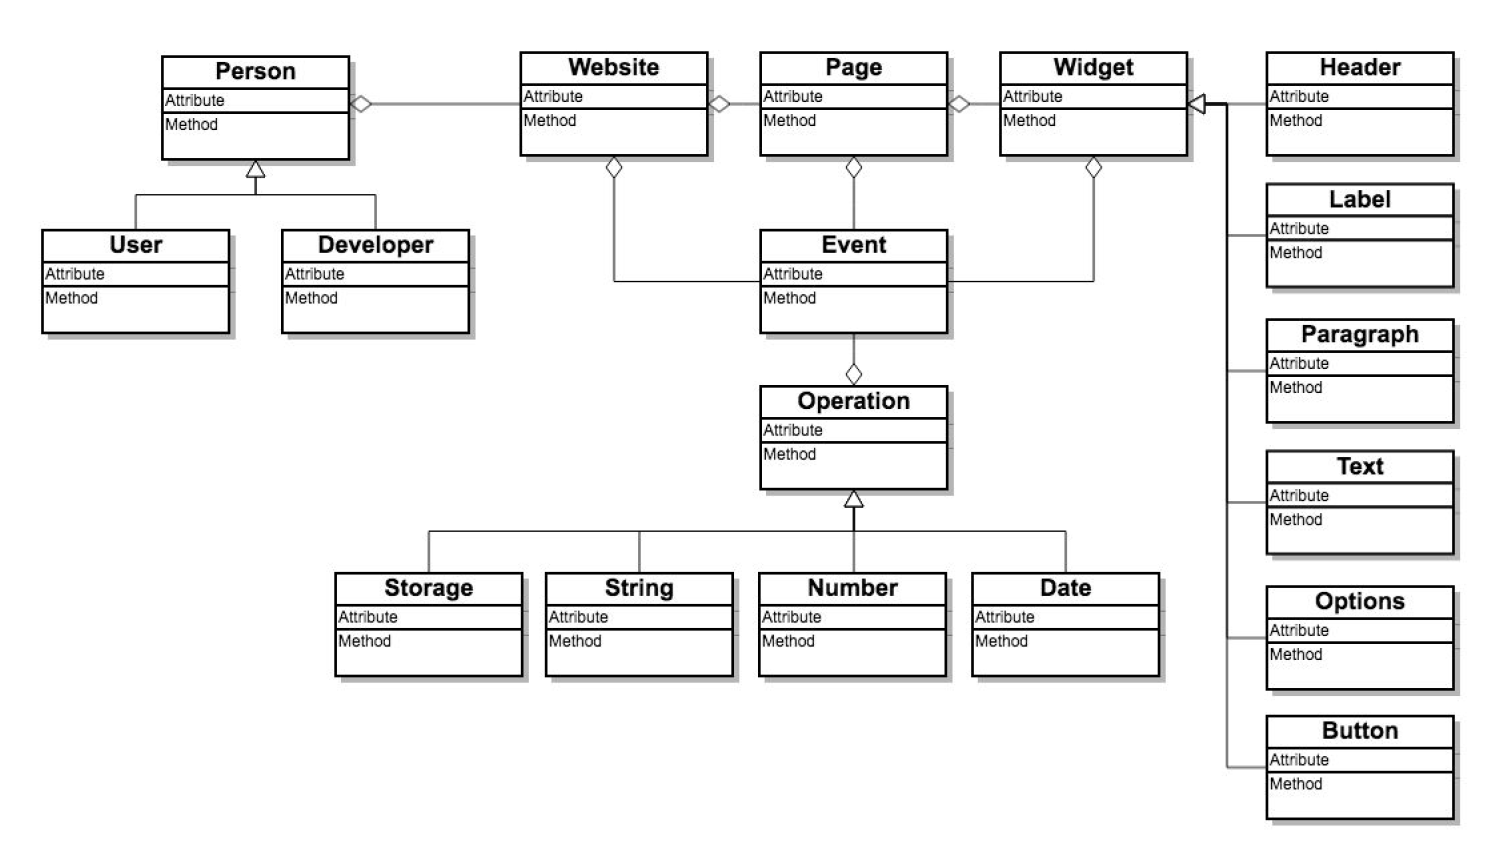 Person
Attribute
Method
Website
Attribute
Method
Page
Attribute
Method
Widget
Attribute
Method
Header
Attribute
Method
Label
Attribute
Method
User
Attribute
Method
Developer
Attribute
Method
Event
Attribute
Method
Paragraph
Attribute
Method
Operation
Attribute
Method
Text
Attribute
Method
Storage
Attribute
Method
String
Attribute
Method
Number
Attribute
Method
Date
Attribute
Method
Options
Attribute
Method
Button
Attribute
Method